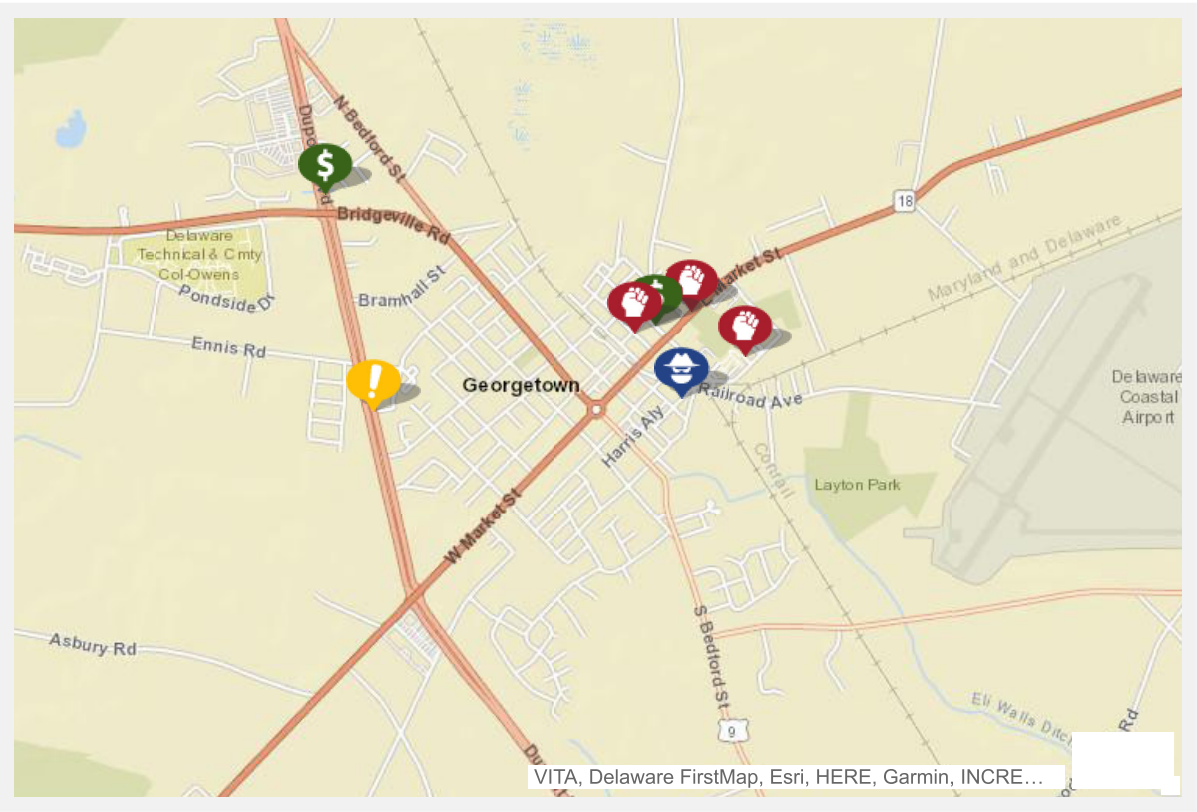 N Bedford St
$
18
Bridgeville Rd
Delaware
Technical & Cmty
Col-Owens
Maryland and Delaware
Market St
Pondside Dr
Bramhall St
Ennis Rd
!
Georgetown
Railroad Ave
Delaware
Coastal
Airport
Harris Aly
Conrail
Layton Park
W Market St
Asbury Rd
S Bedford St
Eli Walls Ditch
Rd
9
VITA, Delaware FirstMap, Esri, HERE, Garmin, INCRE…